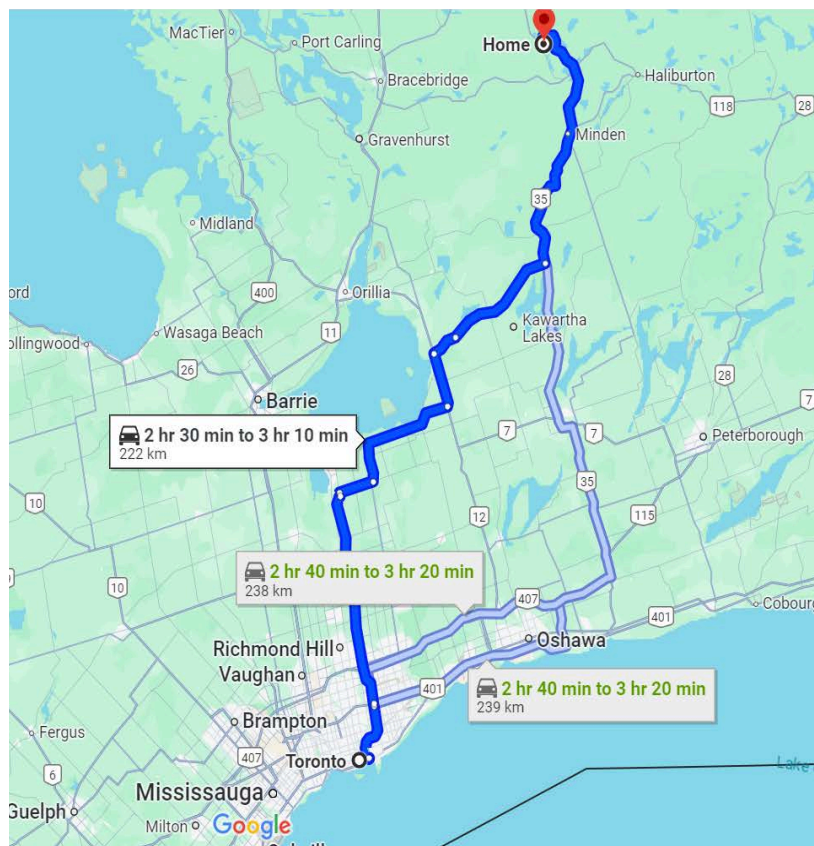 MacTier
Port Carling
Home
Bracebridge
Haliburton
118
28
Gravenhurst
Minden
35
Midland
400
Orillia
11
Wasaga Beach
ollingwood
26
Kawartha
Lakes
28
Barrie
7
2 hr 30 min to 3 hr 10 min
222 km
7
7
Peterborough
10
35
12
115
2 hr 40 min to 3 hr 20 min
238 km
10
407
401
Cobourg
Oshawa
Richmond Hill
Vaughan
401
2 hr 40 min to 3 hr 20 min
239 km
Brampton
Fergus
407
Toronto
Lake
6
Mississauga
Guelph
Milton
Google